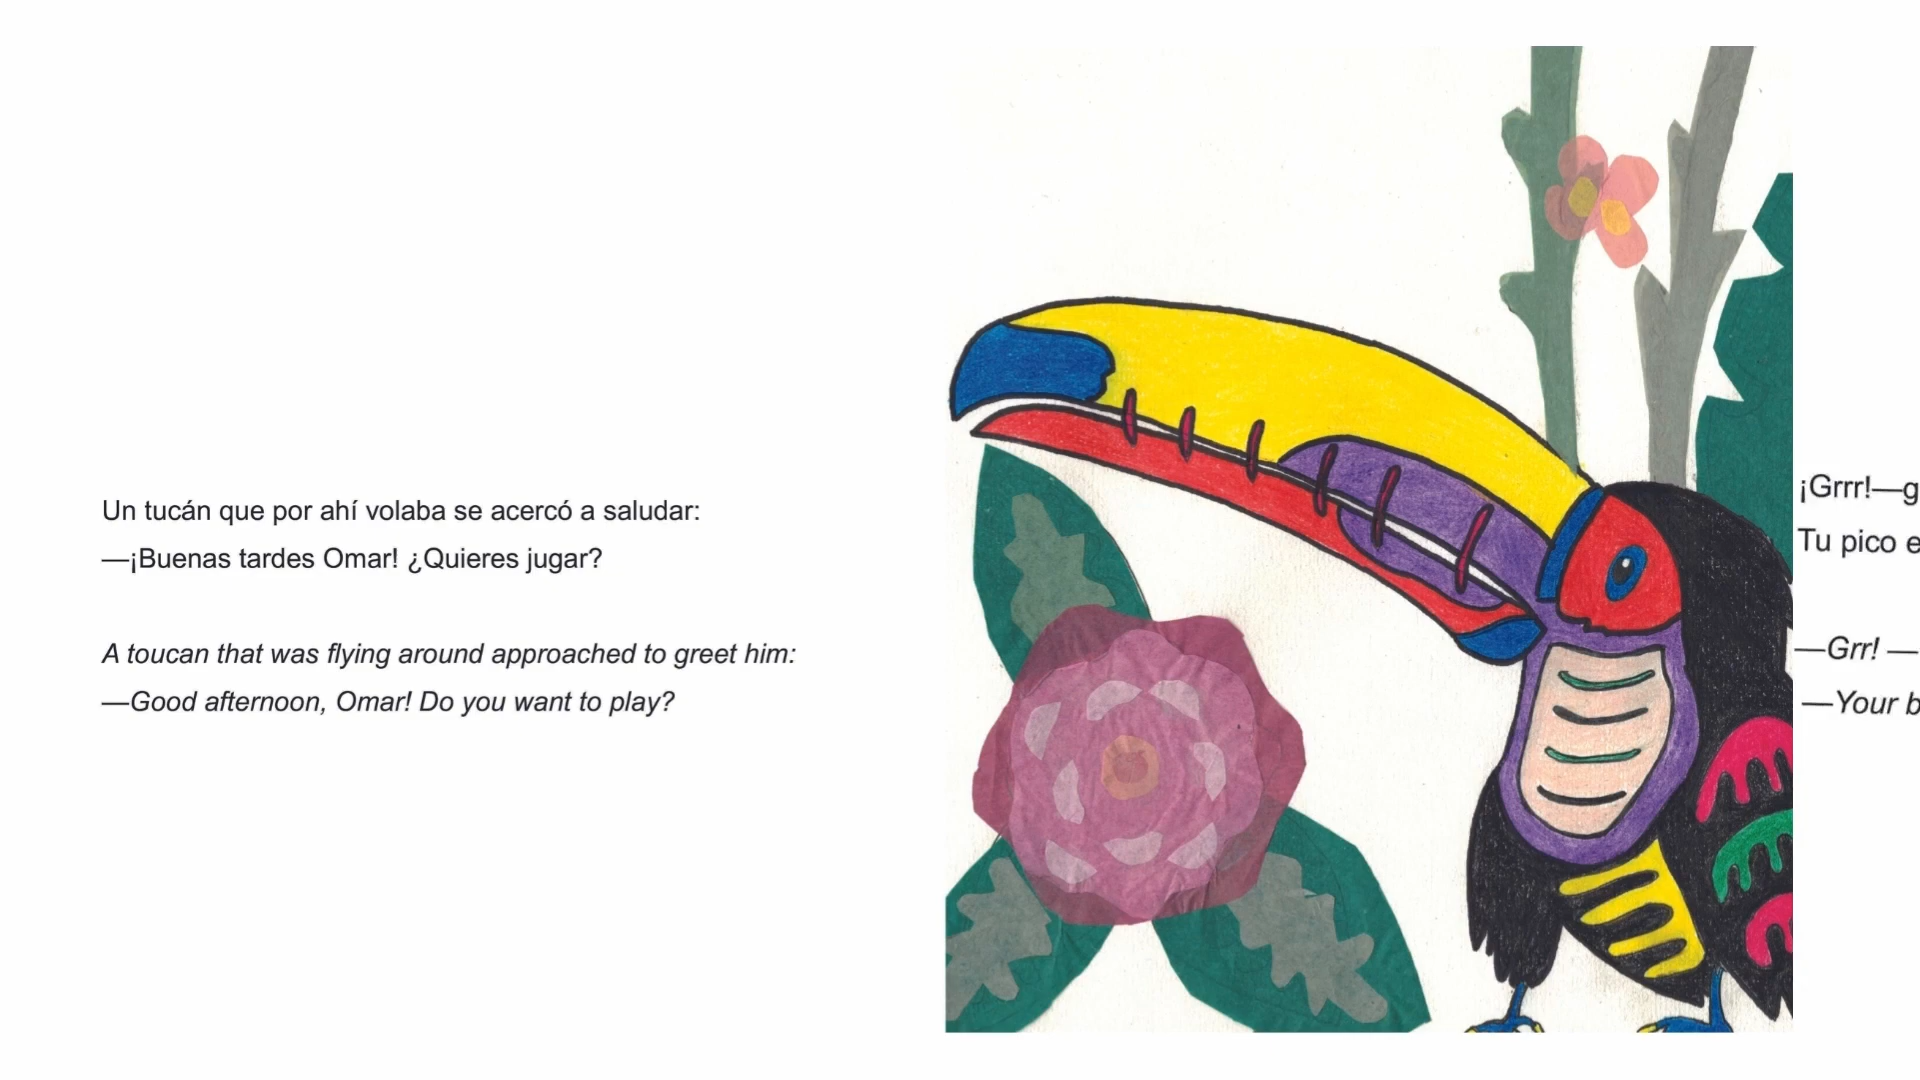 Un tucán que por ahí volaba se acercó a saludar:
—¡Buenas tardes Omar! ¿Quieres jugar?
A toucan that was flying around approached to greet him:
—Good afternoon, Omar! Do you want to play?
¡Grrr!—
Tu pico
—Grr! —
—Your